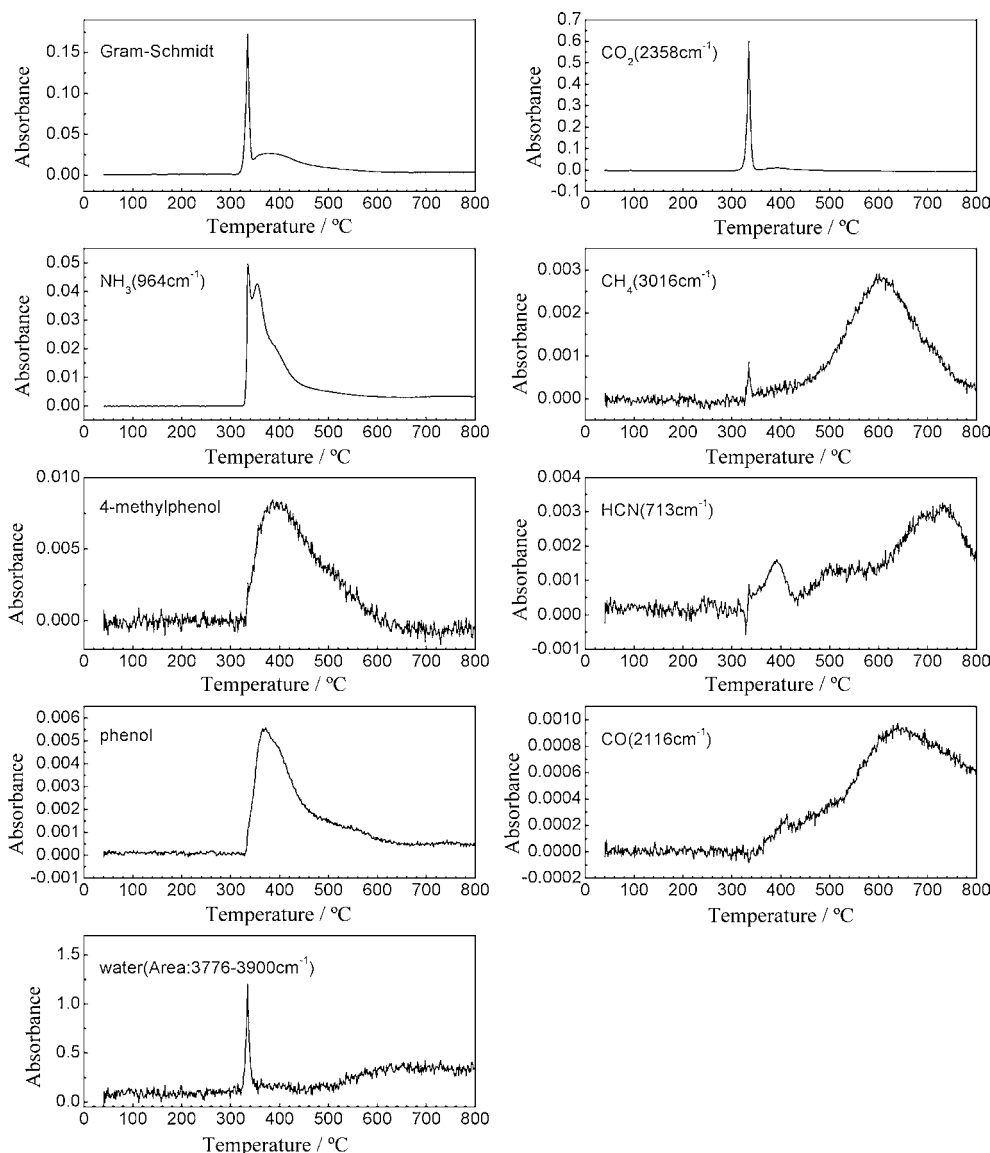 Gram-Schmidt
0.15
0.10
0.05
0.00
Absorbance
0 100 200 300 400 500 600 700 800
Temperature / ºC
CO₂(2358cm⁻¹)
0.7
0.6
0.5
0.4
0.3
0.2
0.1
0.0
-0.1
Absorbance
0 100 200 300 400 500 600 700 800
Temperature / ºC
NH₃(964cm⁻¹)
0.05
0.04
0.03
0.02
0.01
0.00
Absorbance
0 100 200 300 400 500 600 700 800
Temperature / ºC
CH₄(3016cm⁻¹)
0.003
0.002
0.001
0.000
Absorbance
0 100 200 300 400 500 600 700 800
Temperature / ºC
4-methylphenol
0.010
0.005
0.000
Absorbance
0 100 200 300 400 500 600 700 800
Temperature / ºC
HCN(713cm⁻¹)
0.004
0.003
0.002
0.001
0.000
-0.001
Absorbance
0 100 200 300 400 500 600 700 800
Temperature / ºC
phenol
0.006
0.005
0.004
0.003
0.002
0.001
0.000
-0.001
Absorbance
0 100 200 300 400 500 600 700 800
Temperature / ºC
CO(2116cm⁻¹)
0.0010
0.0008
0.0006
0.0004
0.0002
0.0000
-0.0002
Absorbance
0 100 200 300 400 500 600 700 800
Temperature / ºC
water(Area:3776-3900cm⁻¹)
1.5
1.0
0.5
0.0
Absorbance
0 100 200 300 400 500 600 700 800
Temperature / ºC